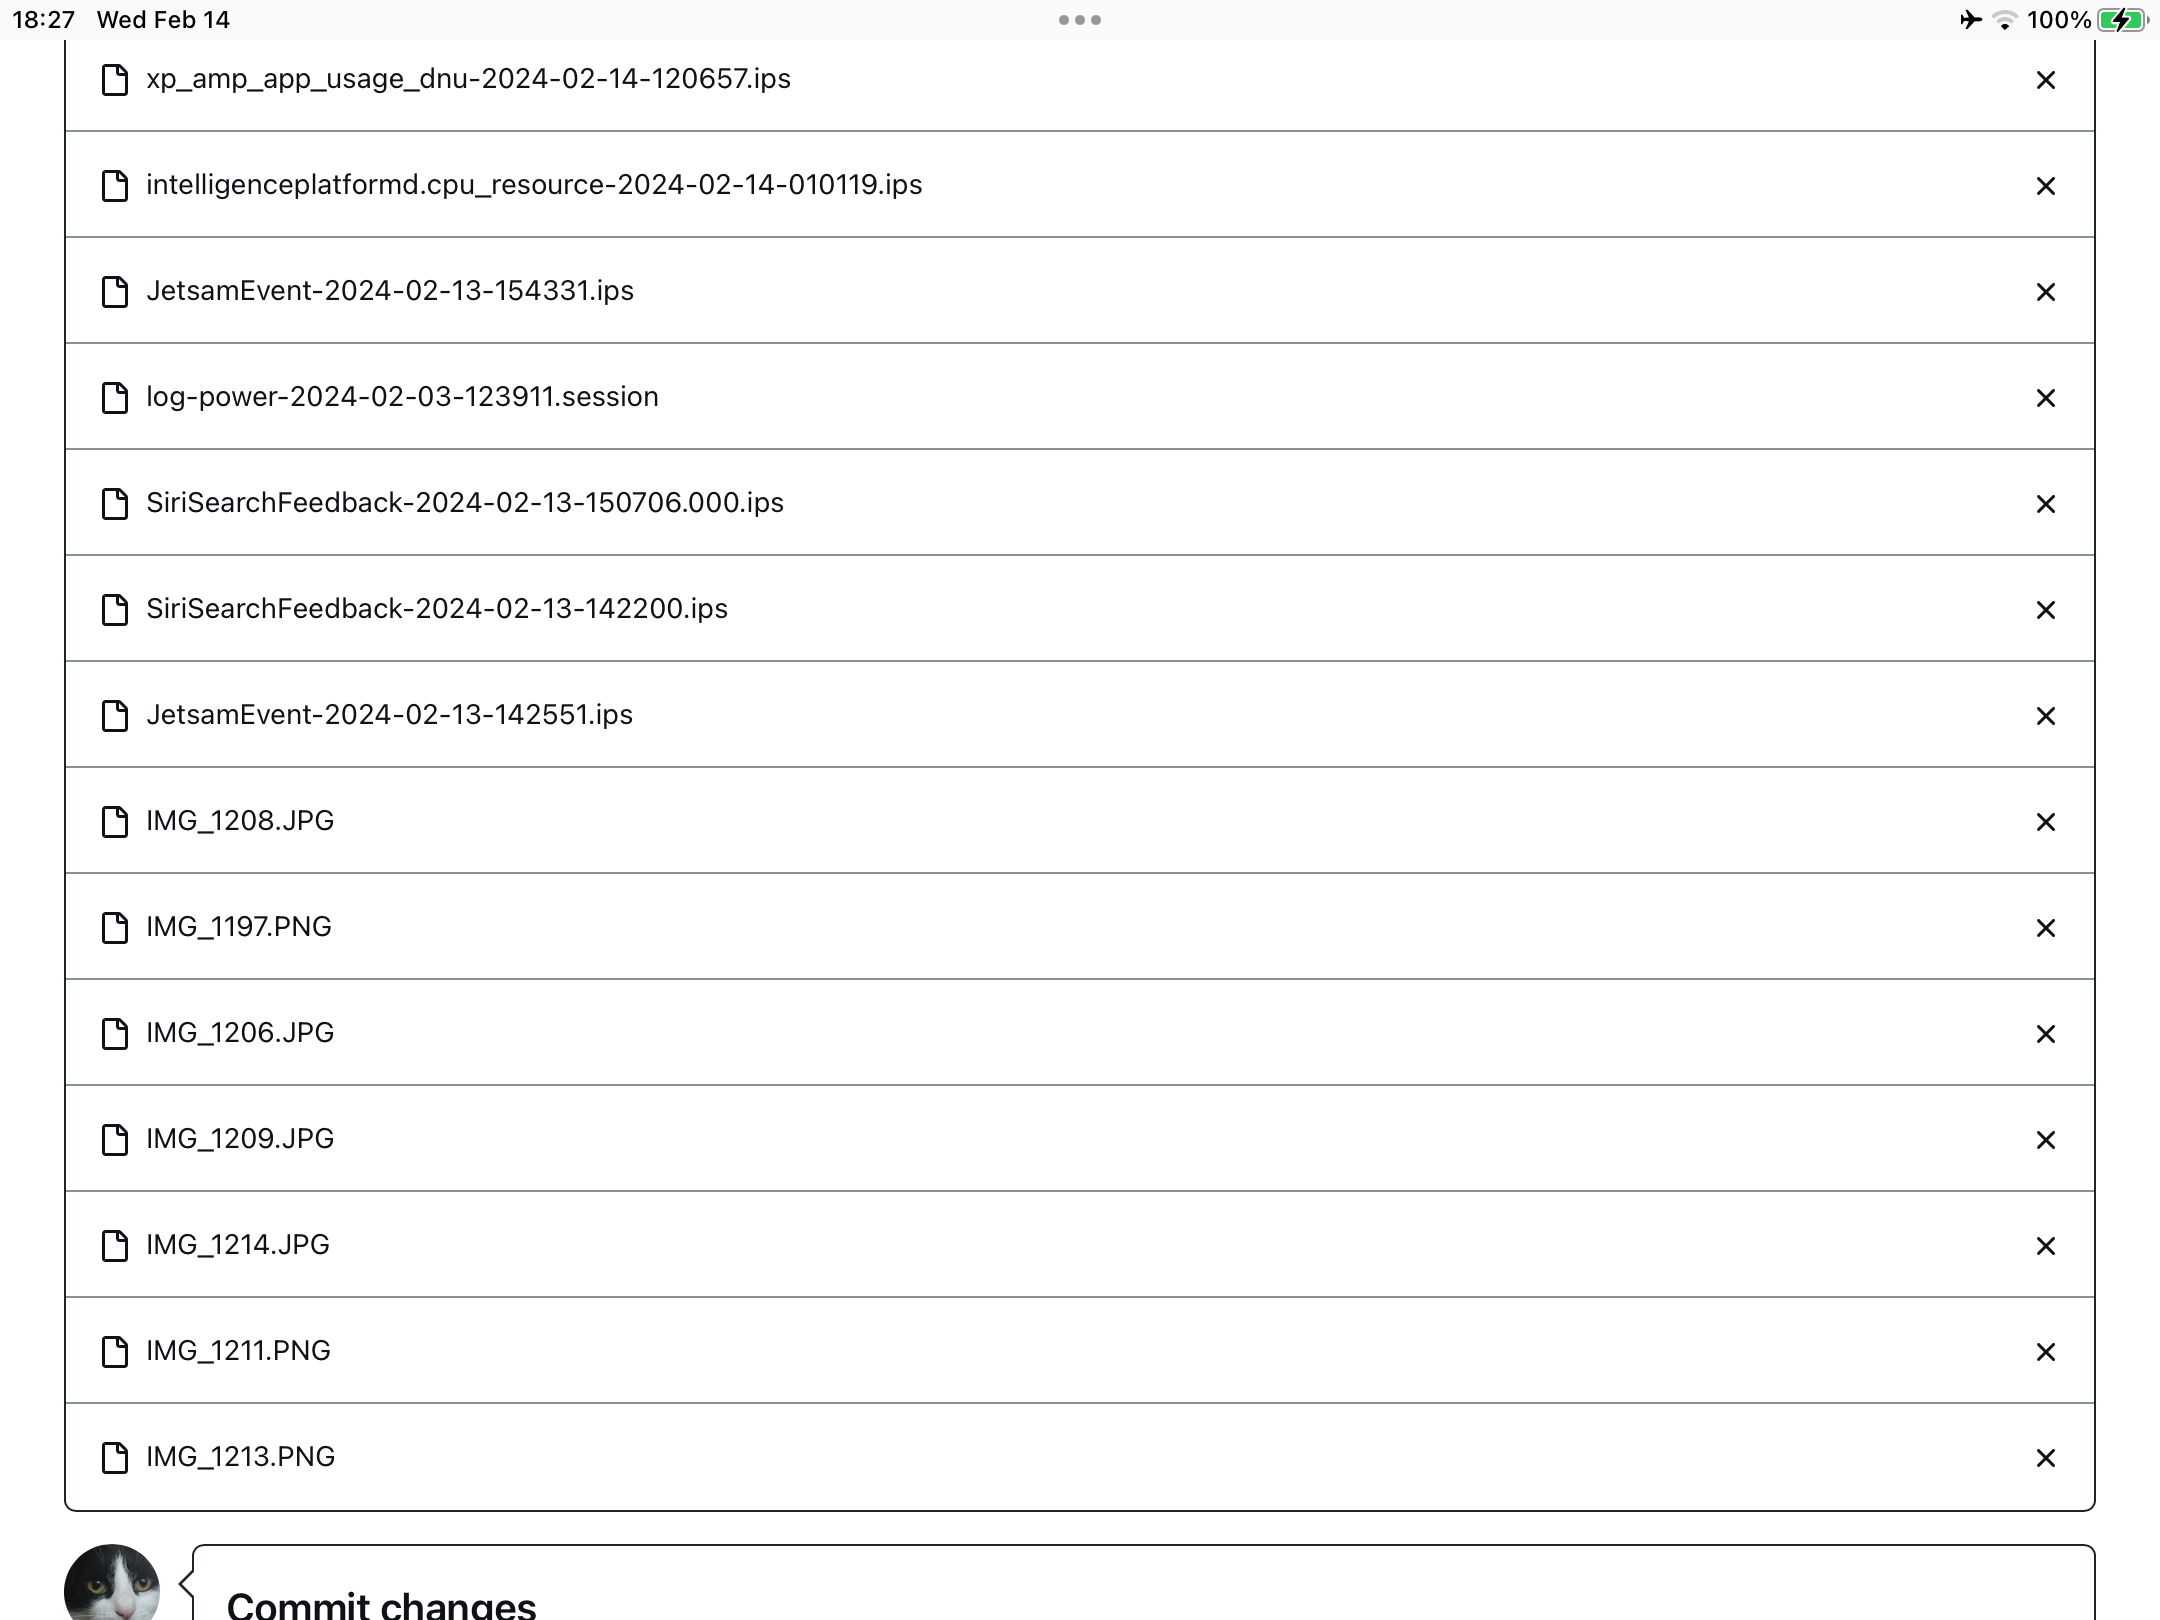 18:27 Wed Feb 14
100%
xp_amp_app_usage_dnu-2024-02-14-120657.ips
intelligenceplatformd.cpu_resource-2024-02-14-010119.ips
JetsamEvent-2024-02-13-154331.ips
log-power-2024-02-03-123911.session
SiriSearchFeedback-2024-02-13-150706.000.ips
SiriSearchFeedback-2024-02-13-142200.ips
JetsamEvent-2024-02-13-142551.ips
IMG_1208.JPG
IMG_1197.PNG
IMG_1206.JPG
IMG_1209.JPG
IMG_1214.JPG
IMG_1211.PNG
IMG_1213.PNG
Commit changes